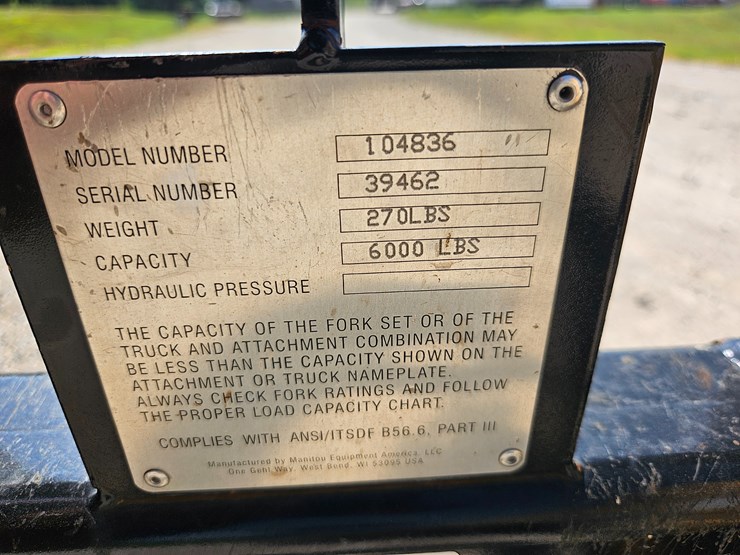 MODEL NUMBER 104836
SERIAL NUMBER 39462
WEIGHT 270LBS
CAPACITY 6000 LBS
HYDRAULIC PRESSURE
THE CAPACITY OF THE FORK SET OR OF THE
TRUCK AND ATTACHMENT COMBINATION MAY
BE LESS THAN THE CAPACITY SHOWN ON THE
ATTACHMENT OR TRUCK NAMEPLATE.
ALWAYS CHECK FORK RATINGS AND FOLLOW
THE PROPER LOAD CAPACITY CHART.
COMPLIES WITH ANSI/ITSDF B56.6, PART III
Manufactured by Manitou Equipment America, LLC
One Gehl Way, West Bend, WI 53095 USA